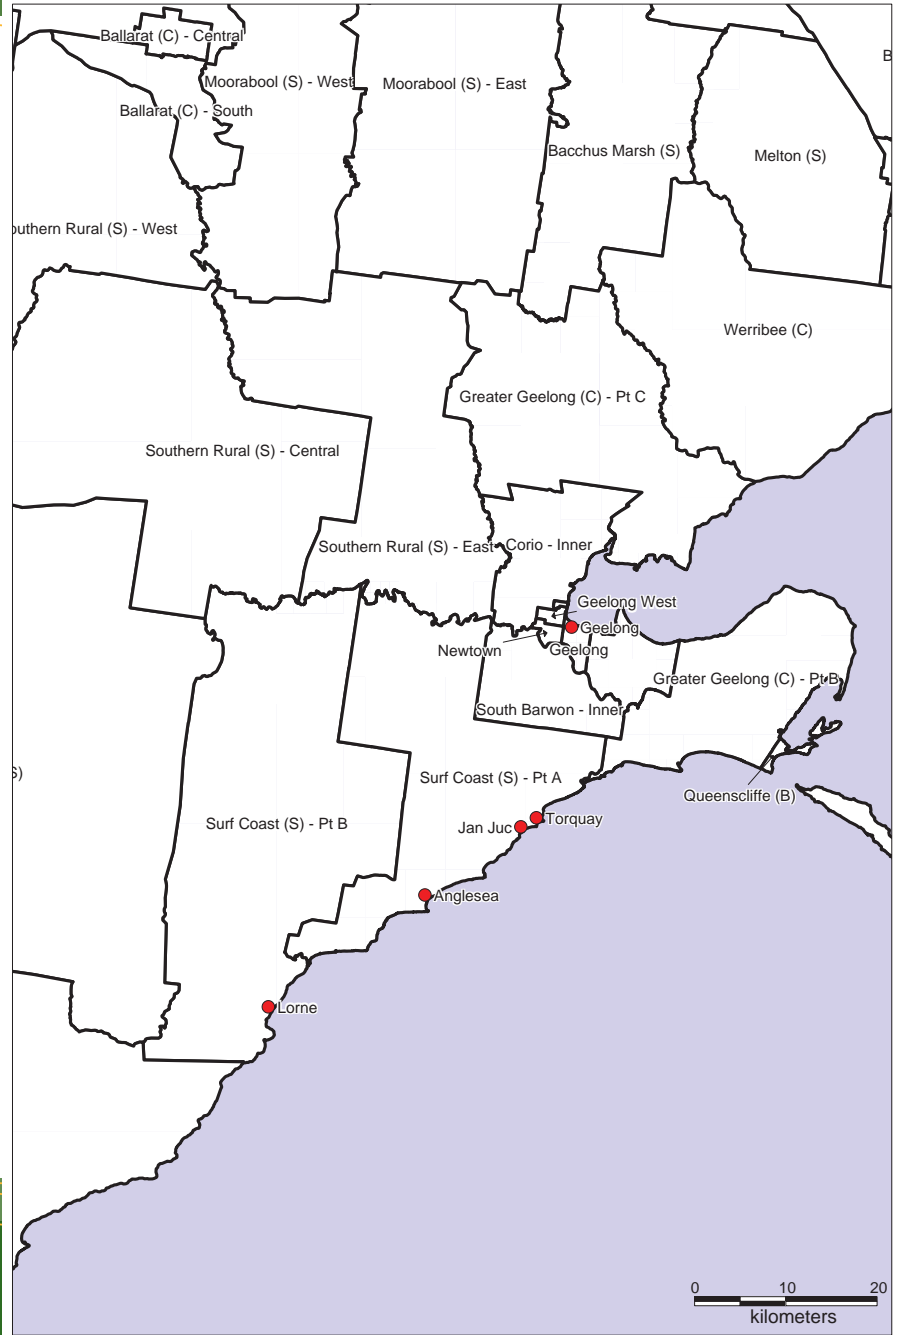 Ballarat (C) - Central
B
Moorabool (S) - West
Moorabool (S) - East
Ballarat (C) - South
Bacchus Marsh (S)
Melton (S)
outhern Rural (S) - West
Werribee (C)
Greater Geelong (C) - Pt C
Southern Rural (S) - Central
Southern Rural (S) - East
Corio - Inner
Geelong West
Geelong
Newtown
Geelong
Greater Geelong (C) - Pt B
South Barwon - Inner
S)
Surf Coast (S) - Pt A
Queenscliffe (B)
Surf Coast (S) - Pt B
Torquay
Jan Juc
Anglesea
Lorne
0 10 20
kilometers